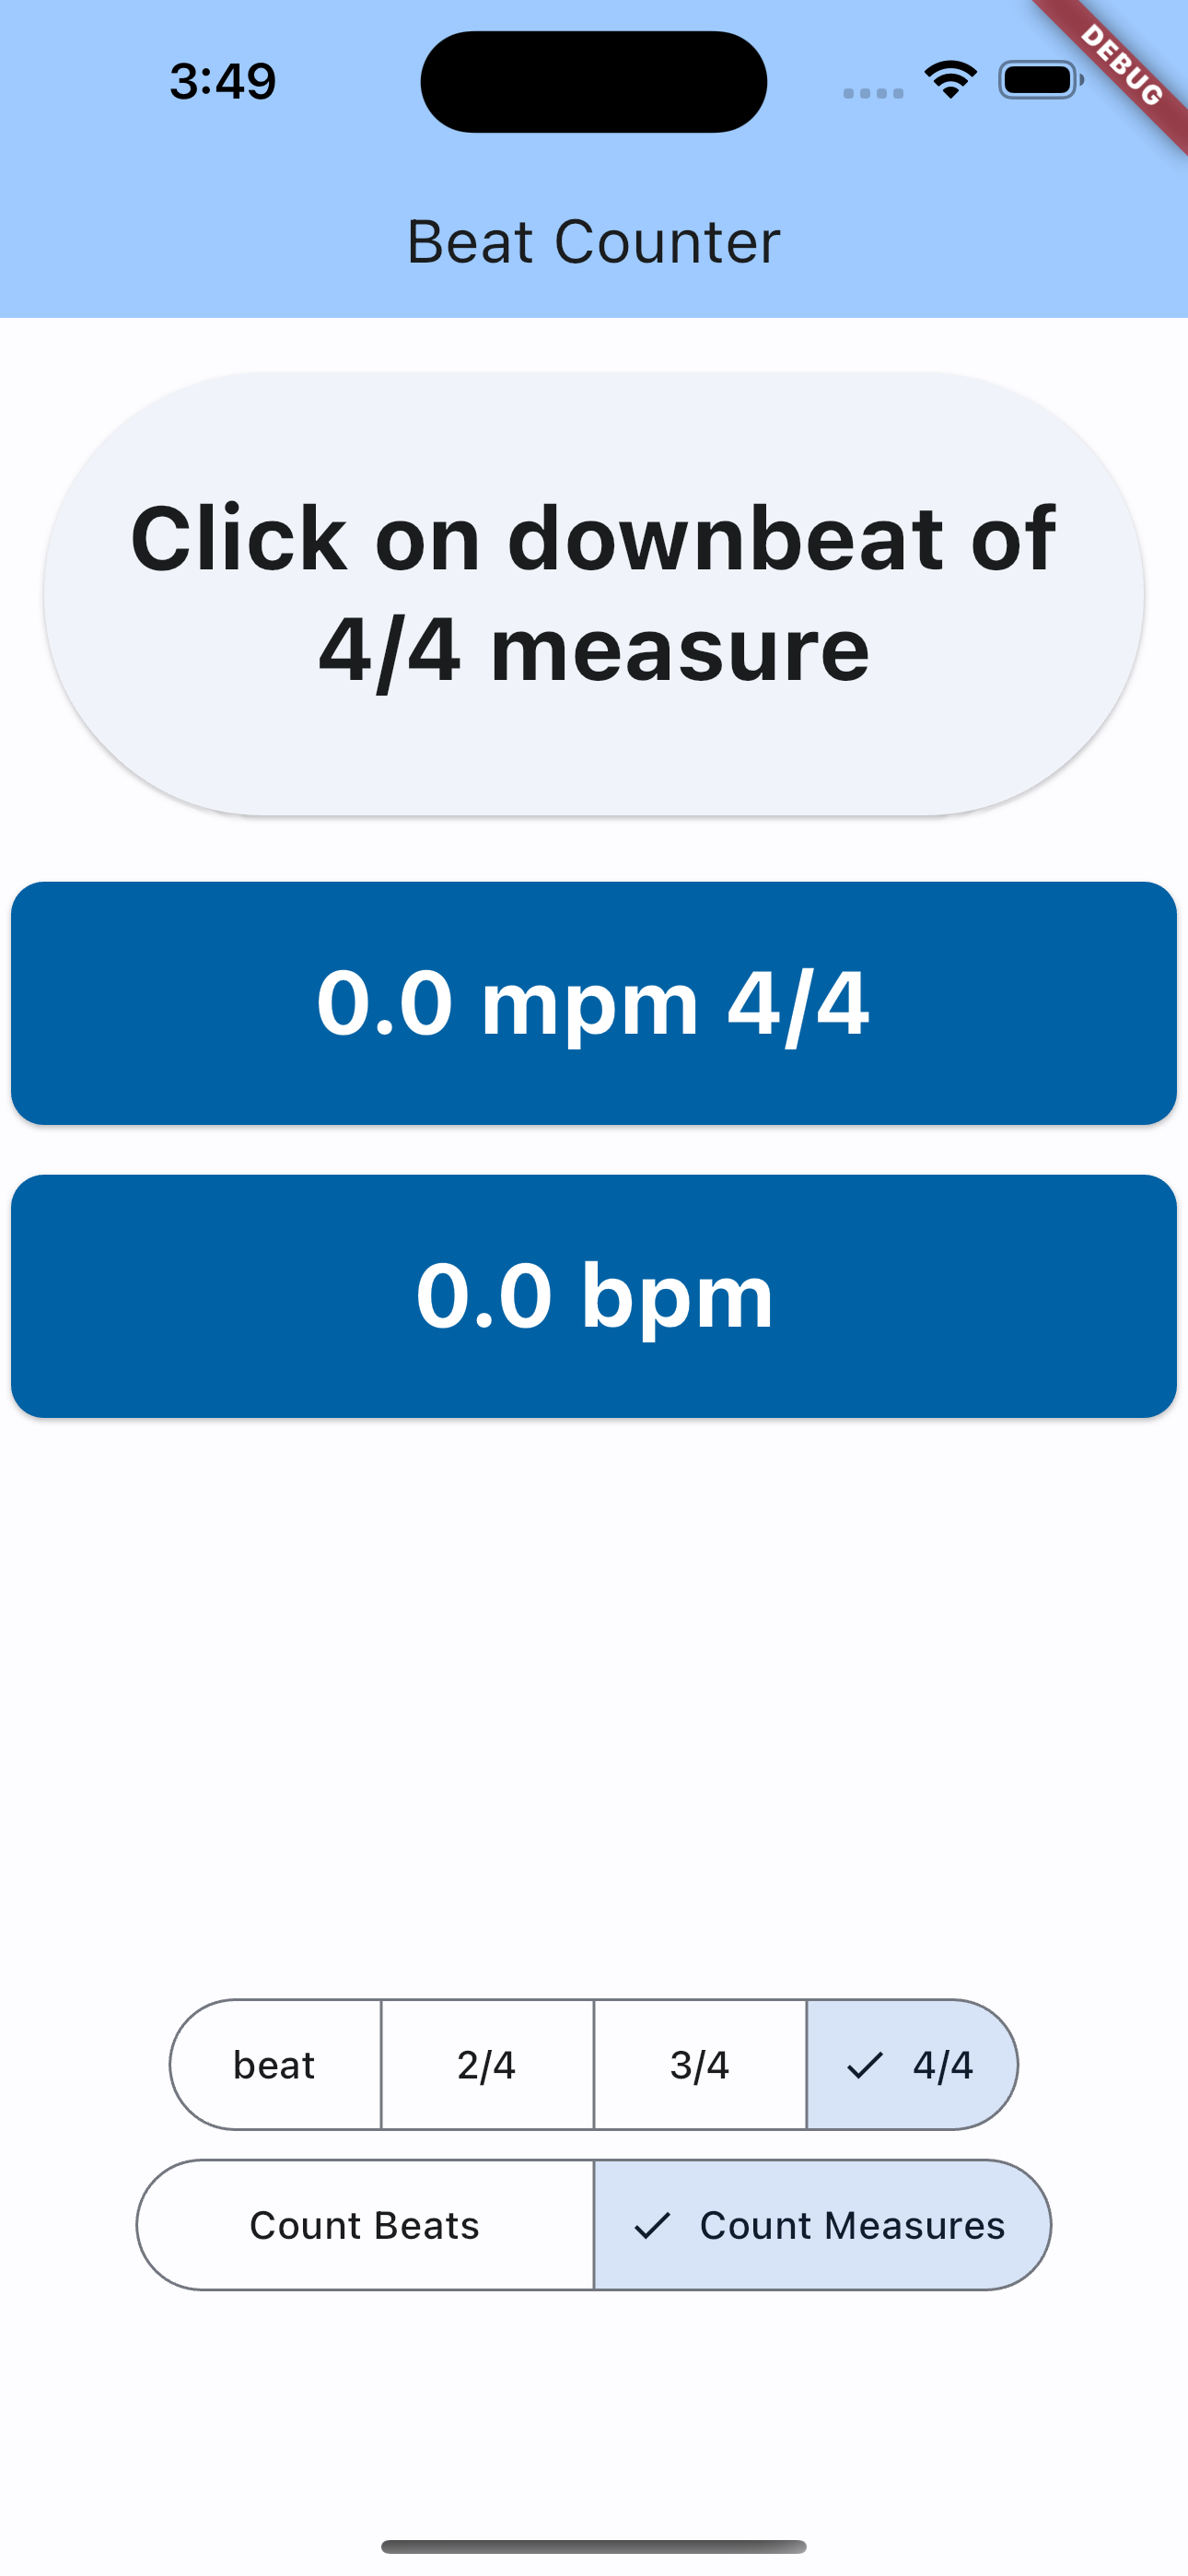 3:49
DEBUG
Beat Counter
Click on downbeat of
4/4 measure
0.0 mpm 4/4
0.0 bpm
beat 2/4 3/4 4/4
Count Beats Count Measures